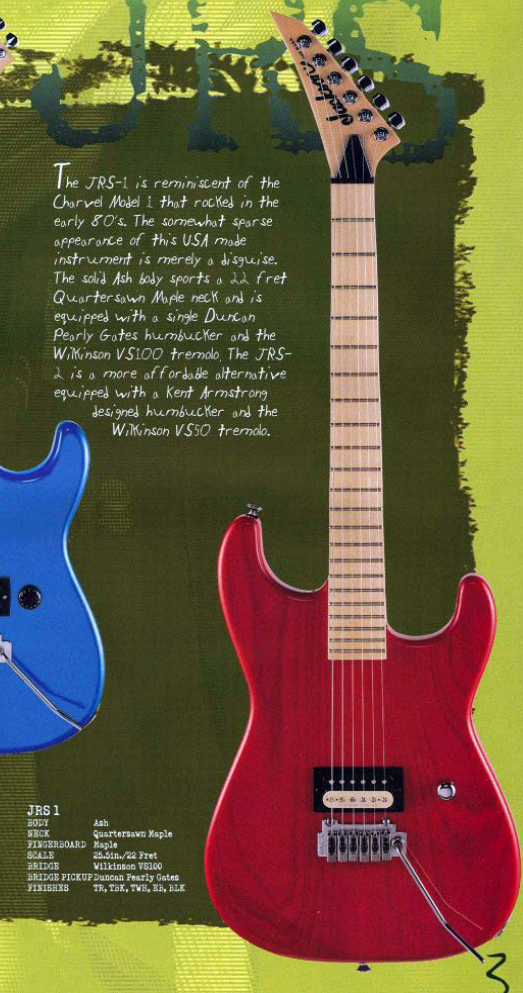 JRS
Jackson
The JRS-1 is reminiscent of the
Charvel Model 1 that rocked in the
early 80's. The somewhat sparse
appearance of this USA made
instrument is merely a disguise.
The solid Ash body sports a 22 fret
Quartersawn Maple neck and is
equipped with a single Duncan
Pearly Gates humbucker and the
Wilkinson VS100 tremolo. The JRS-
2 is a more affordable alternative
equipped with a Kent Armstrong
designed humbucker and the
Wilkinson VS50 tremolo.
JRS 1
BODY Ash
NECK Quartersawn Maple
FINGERBOARD Maple
SCALE 25.5in./22 Fret
BRIDGE Wilkinson VS100
BRIDGE PICKUP Duncan Pearly Gates
FINISHES TR, TBK, TWH, EB, BLK
3